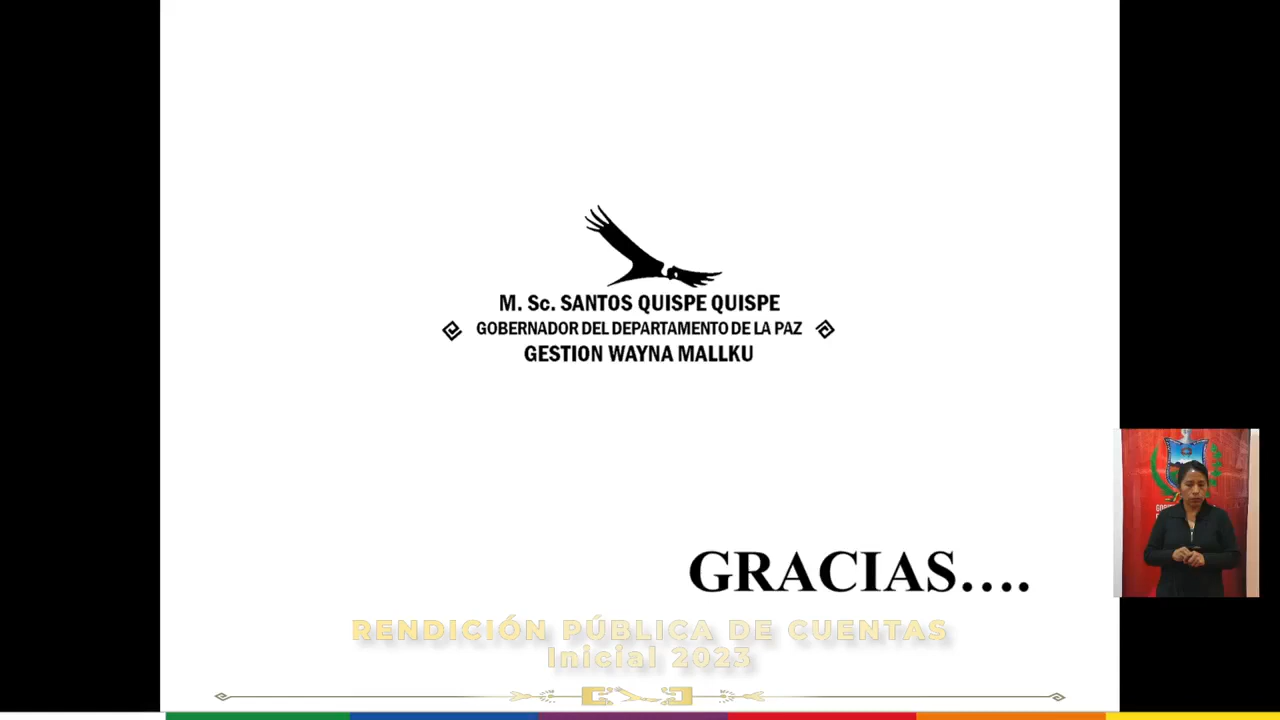 M. Sc. SANTOS QUISPE QUISPE
GOBERNADOR DEL DEPARTAMENTO DE LA PAZ
GESTION WAYNA MALLKU
GRACIAS....
RENDICIÓN PÚBLICA DE CUENTAS
Inicial 2023